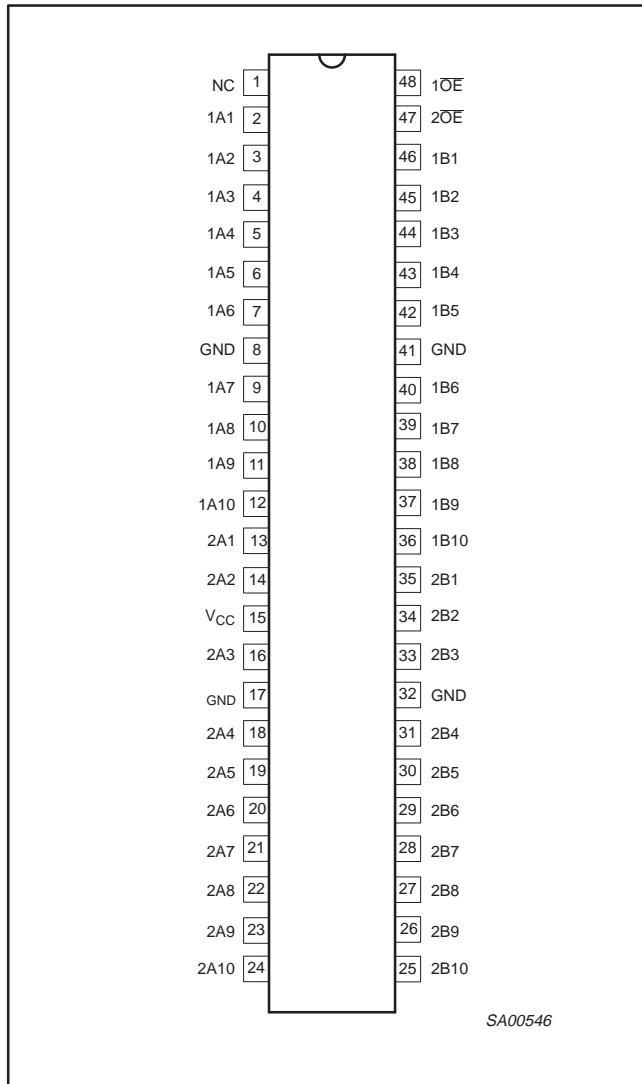 NC 1 48 1O̅E̅
1A1 2 47 2O̅E̅
1A2 3 46 1B1
1A3 4 45 1B2
1A4 5 44 1B3
1A5 6 43 1B4
1A6 7 42 1B5
GND 8 41 GND
1A7 9 40 1B6
1A8 10 39 1B7
1A9 11 38 1B8
1A10 12 37 1B9
2A1 13 36 1B10
2A2 14 35 2B1
VCC 15 34 2B2
2A3 16 33 2B3
GND 17 32 GND
2A4 18 31 2B4
2A5 19 30 2B5
2A6 20 29 2B6
2A7 21 28 2B7
2A8 22 27 2B8
2A9 23 26 2B9
2A10 24 25 2B10
SA00546